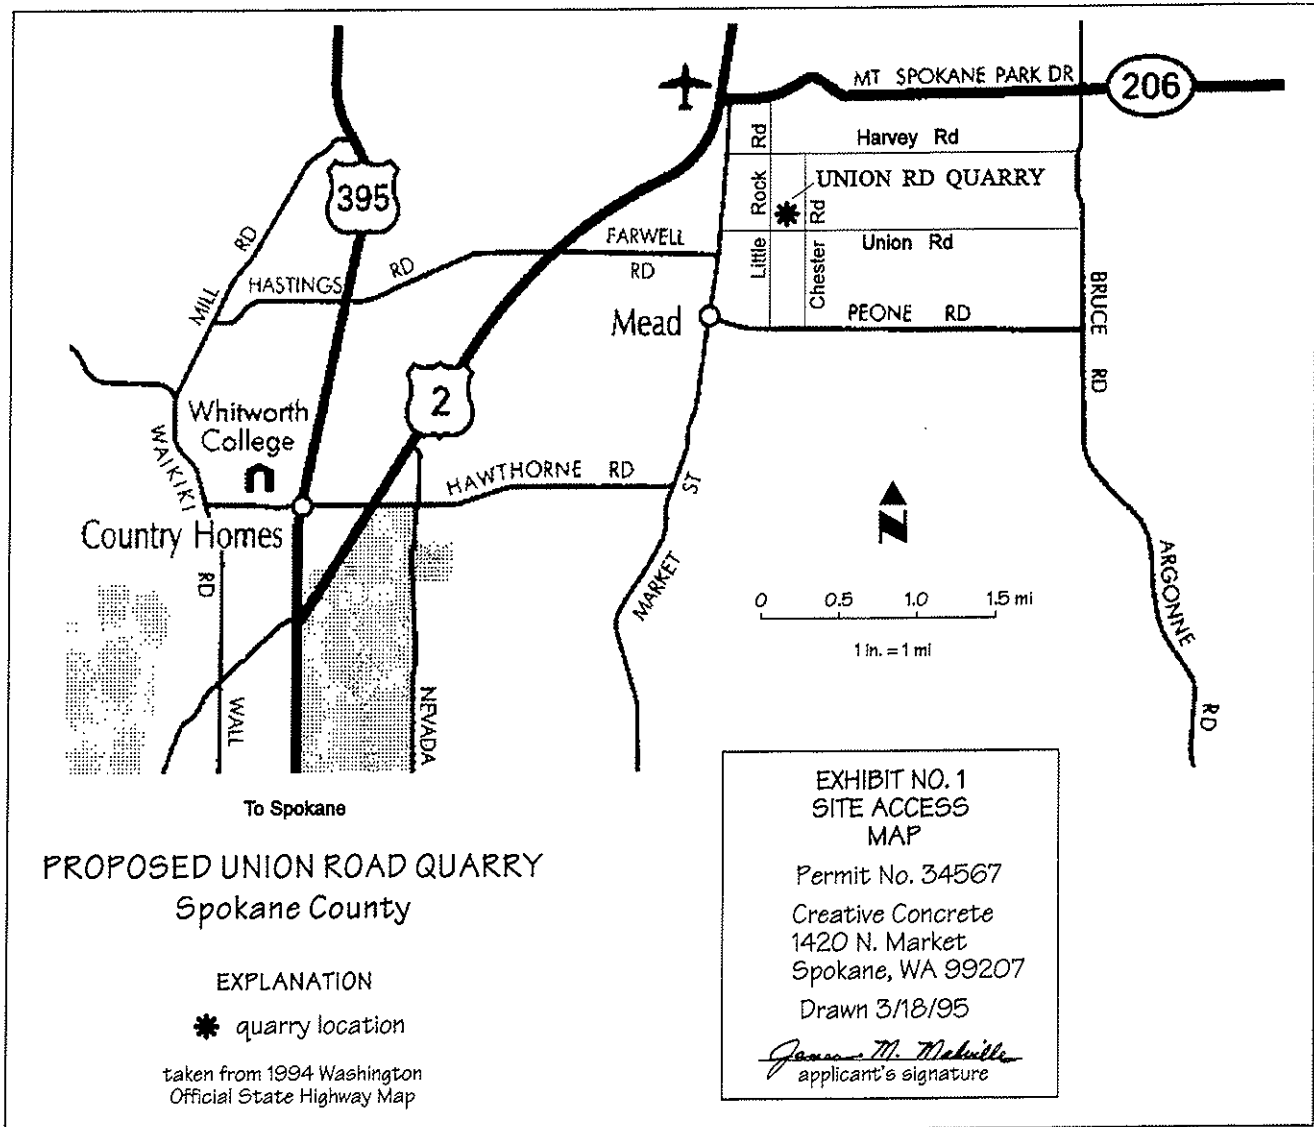 MT SPOKANE PARK DR
206
Harvey Rd
Little Rock Rd
UNION RD QUARRY
Chester Rd
Union Rd
395
MILL RD
HASTINGS RD
FARWELL RD
Mead
PEONE RD
BRUCE RD
2
Whitworth
College
WAIKIKI RD
HAWTHORNE RD
Country Homes
MARKET ST
N
ARGONNE RD
0 0.5 1.0 1.5 mi
1 in. = 1 mi
WALL
NEVADA
To Spokane
PROPOSED UNION ROAD QUARRY
Spokane County
EXPLANATION
quarry location
taken from 1994 Washington
Official State Highway Map
EXHIBIT NO. 1
SITE ACCESS
MAP
Permit No. 34567
Creative Concrete
1420 N. Market
Spokane, WA 99207
Drawn 3/18/95
James M. Melville
applicant's signature